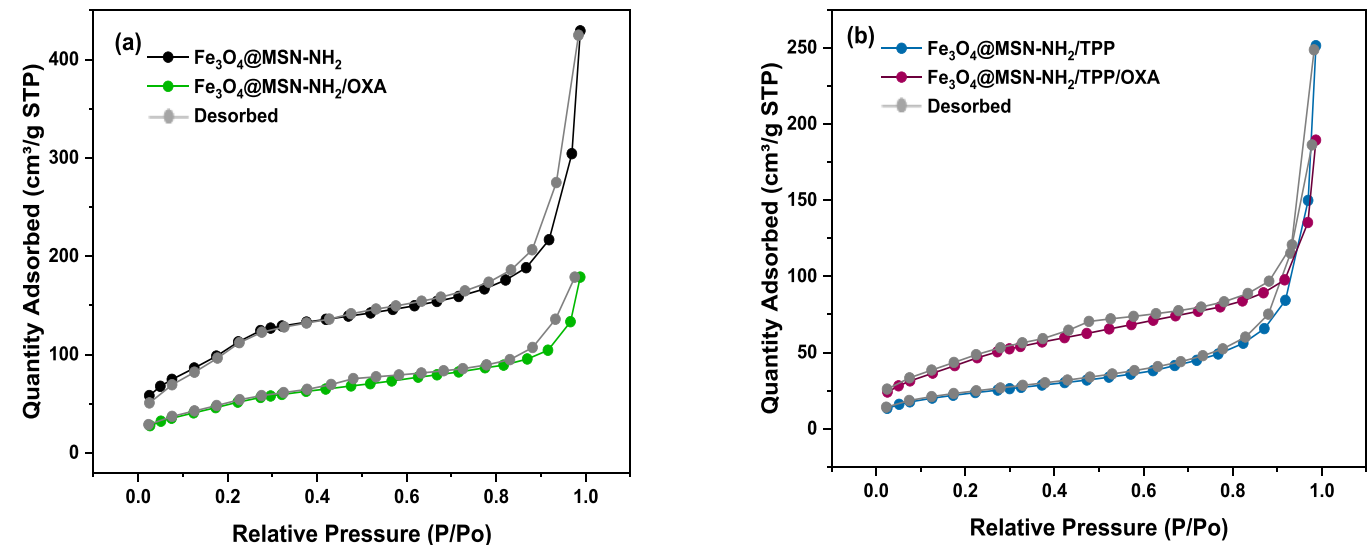 (a)
Fe₃O₄@MSN-NH₂
Fe₃O₄@MSN-NH₂/OXA
Desorbed
Quantity Adsorbed (cm³/g STP)
400
300
200
100
0
0.0 0.2 0.4 0.6 0.8 1.0
Relative Pressure (P/Po)
(b)
Fe₃O₄@MSN-NH₂/TPP
Fe₃O₄@MSN-NH₂/TPP/OXA
Desorbed
Quantity Adsorbed (cm³/g STP)
250
200
150
100
50
0
0.0 0.2 0.4 0.6 0.8 1.0
Relative Pressure (P/Po)